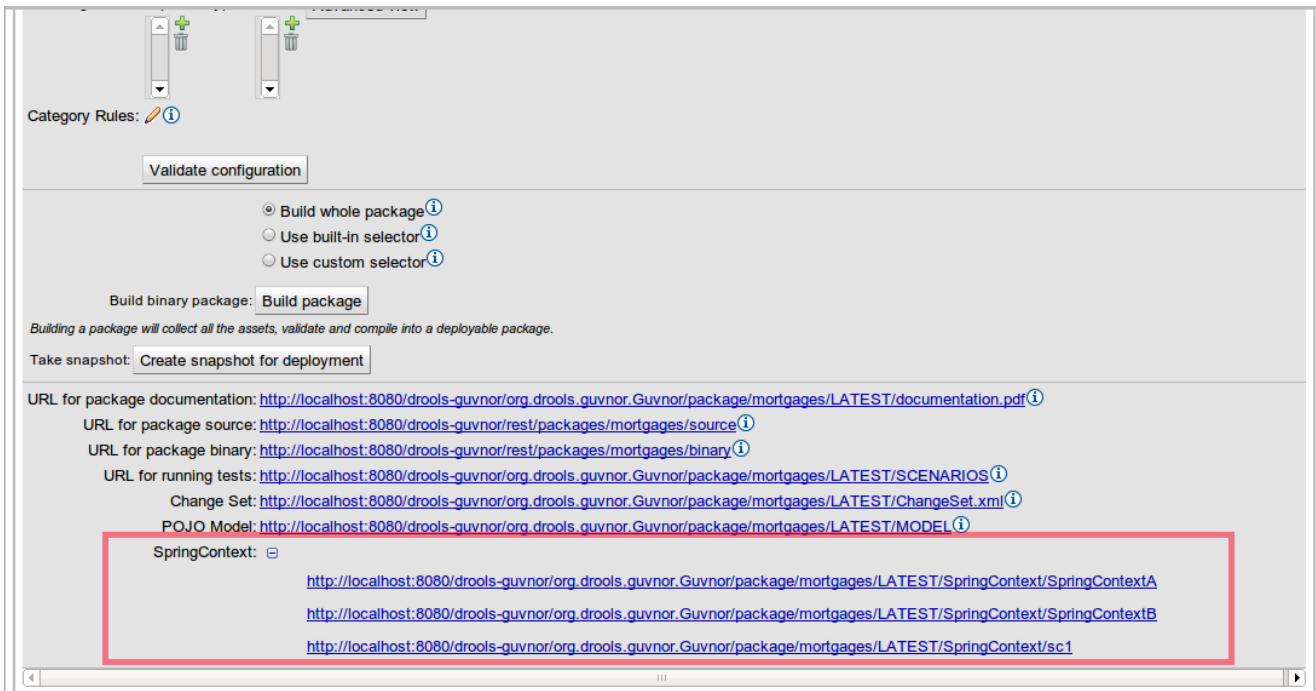 Category Rules:
Validate configuration
Build whole package
Use built-in selector
Use custom selector
Build binary package: Build package
Building a package will collect all the assets, validate and compile into a deployable package.
Take snapshot: Create snapshot for deployment
URL for package documentation: http://localhost:8080/drools-guvnor/org.drools.guvnor.Guvnor/package/mortgages/LATEST/documentation.pdf
URL for package source: http://localhost:8080/drools-guvnor/rest/packages/mortgages/source
URL for package binary: http://localhost:8080/drools-guvnor/rest/packages/mortgages/binary
URL for running tests: http://localhost:8080/drools-guvnor/org.drools.guvnor.Guvnor/package/mortgages/LATEST/SCENARIOS
Change Set: http://localhost:8080/drools-guvnor/org.drools.guvnor.Guvnor/package/mortgages/LATEST/ChangeSet.xml
POJO Model: http://localhost:8080/drools-guvnor/org.drools.guvnor.Guvnor/package/mortgages/LATEST/MODEL
SpringContext:
http://localhost:8080/drools-guvnor/org.drools.guvnor.Guvnor/package/mortgages/LATEST/SpringContext/SpringContextA
http://localhost:8080/drools-guvnor/org.drools.guvnor.Guvnor/package/mortgages/LATEST/SpringContext/SpringContextB
http://localhost:8080/drools-guvnor/org.drools.guvnor.Guvnor/package/mortgages/LATEST/SpringContext/sc1